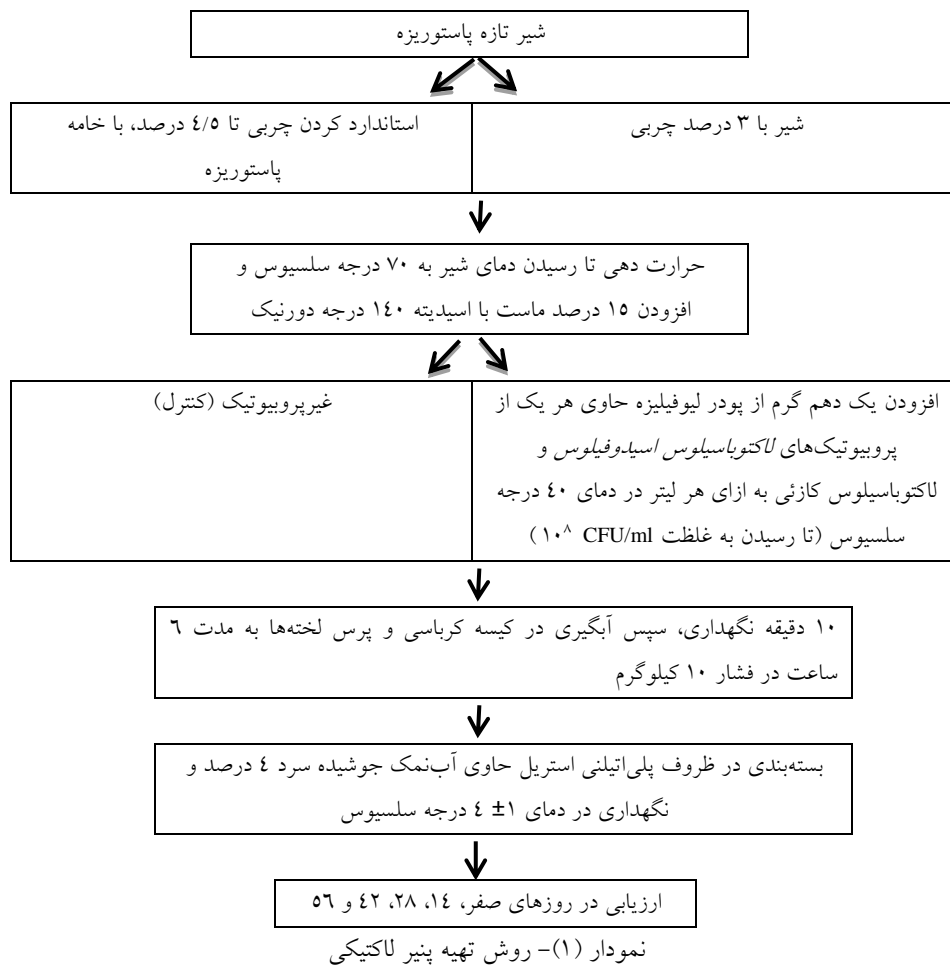 شیر تازه پاستوریزه
شیر با ۳ درصد چربی
استاندارد کردن چربی تا ٤/٥ درصد، با خامه
پاستوریزه
حرارت دهی تا رسیدن دمای شیر به ۷۰ درجه سلسیوس و
افزودن ۱٥ درصد ماست با اسیدیته ۱٤۰ درجه دورنیک
افزودن یک دهم گرم از پودر لیوفیلیزه حاوی هر یک از
پروبیوتیک‌های لاکتوباسیلوس اسیدوفیلوس و
لاکتوباسیلوس کازئی به ازای هر لیتر در دمای ٤۰ درجه
سلسیوس (تا رسیدن به غلظت ۱۰^۸ CFU/ml)
غیرپروبیوتیک (کنترل)
۱۰ دقیقه نگهداری، سپس آبگیری در کیسه کرباسی و پرس لخته‌ها به مدت ٦
ساعت در فشار ۱۰ کیلوگرم
بسته‌بندی در ظروف پلی‌اتیلنی استریل حاوی آب‌نمک جوشیده سرد ٤ درصد و
نگهداری در دمای ۱± ٤ درجه سلسیوس
ارزیابی در روزهای صفر، ۱٤، ۲۸، ٤۲ و ٥٦
نمودار (۱)- روش تهیه پنیر لاکتیکی